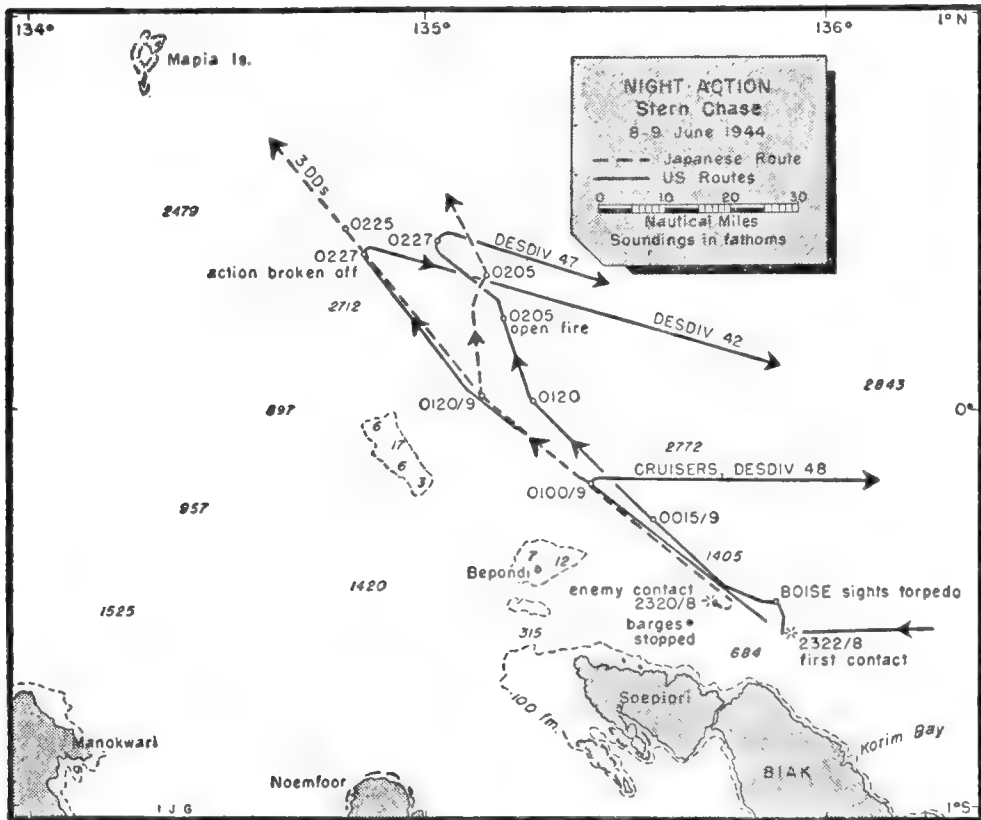 134°
135°
136°
1° N
Mapia Is.
NIGHT ACTION
Stern Chase
8-9 June 1944
Japanese Route
US Routes
0 10 20 30
Nautical Miles
Soundings in fathoms
3 DDs
2479
0225
0227
action broken off
0227
DESDIV 47
0205
2712
0205
open fire
DESDIV 42
2843
0120/9
0120
0°
897
6
17
6
3
2772
CRUISERS, DESDIV 48
0100/9
957
0015/9
1405
7
12
Bepondi
enemy contact
2320/8
BOISE sights torpedo
1420
1525
barges
stopped
2322/8
first contact
315
684
100 fm.
Soepiori
Korim Bay
Manokwari
9
BIAK
Noemfoor
I J G
1°S